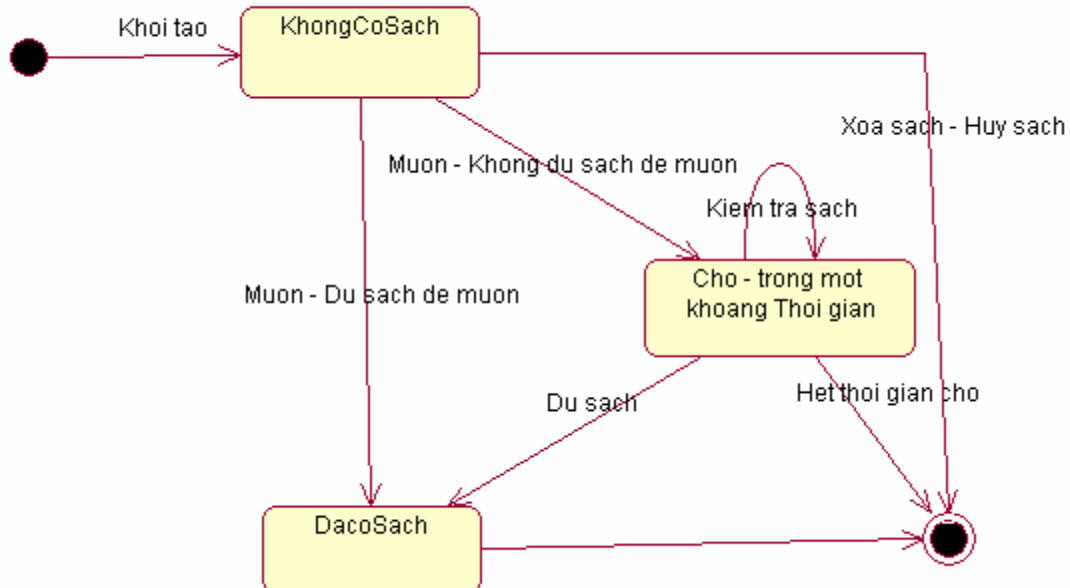 Khoi tao
KhongCoSach
Xoa sach - Huy sach
Muon - Khong du sach de muon
Kiem tra sach
Cho - trong mot
khoang Thoi gian
Muon - Du sach de muon
Het thoi gian cho
Du sach
DacoSach